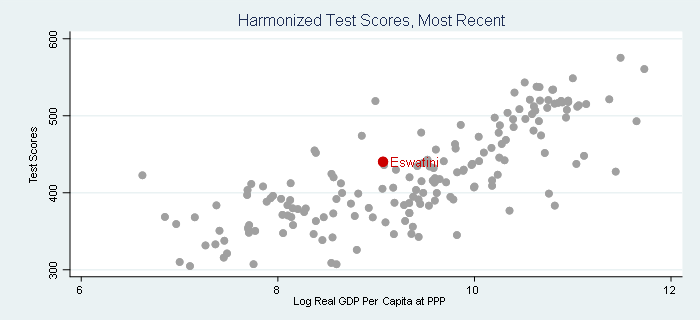 Harmonized Test Scores, Most Recent
600
500
400
300
Test Scores
Eswatini
6 8 10 12
Log Real GDP Per Capita at PPP